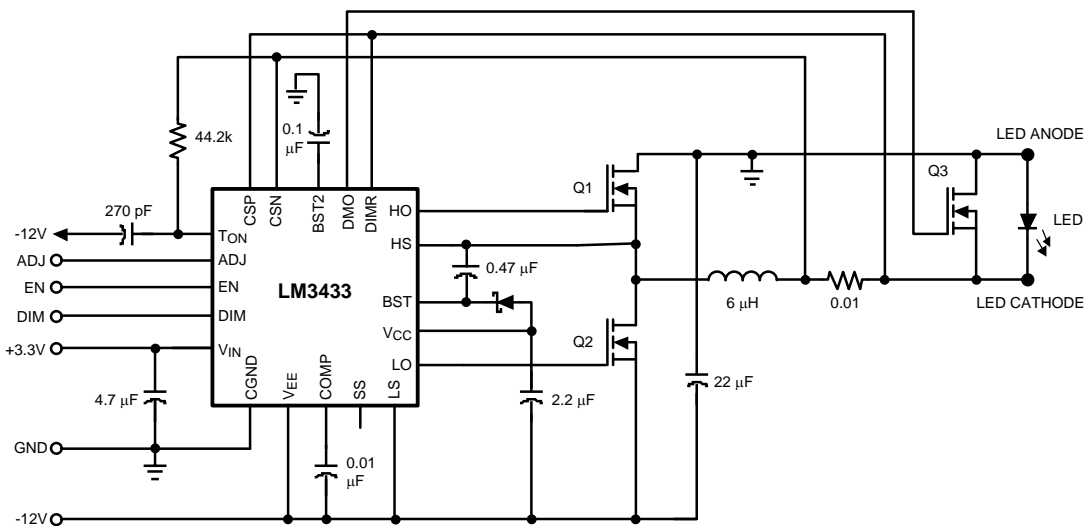 44.2k
0.1
µF
LED ANODE
Q3
Q1
270 pF
CSP
CSN
BST2
DMO
DIMR
HO
-12V
TON
HS
LED
ADJ
ADJ
0.47 µF
EN
EN
LM3433
BST
6 µH
0.01
LED CATHODE
DIM
DIM
VCC
Q2
+3.3V
VIN
LO
CGND
VEE
COMP
SS
LS
22 µF
4.7 µF
2.2 µF
GND
0.01
µF
-12V